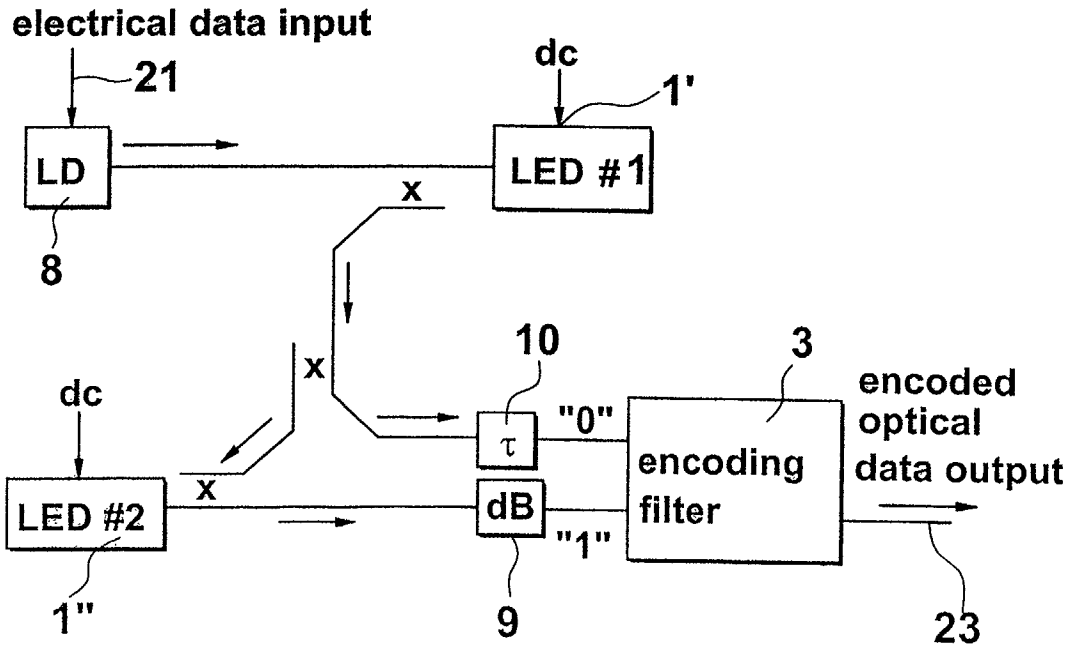 electrical data input
21
dc
1'
LD
LED #1
x
8
x
10
3
dc
"0"
encoded
optical
data output
τ
encoding
filter
x
LED #2
dB
"1"
1"
9
23